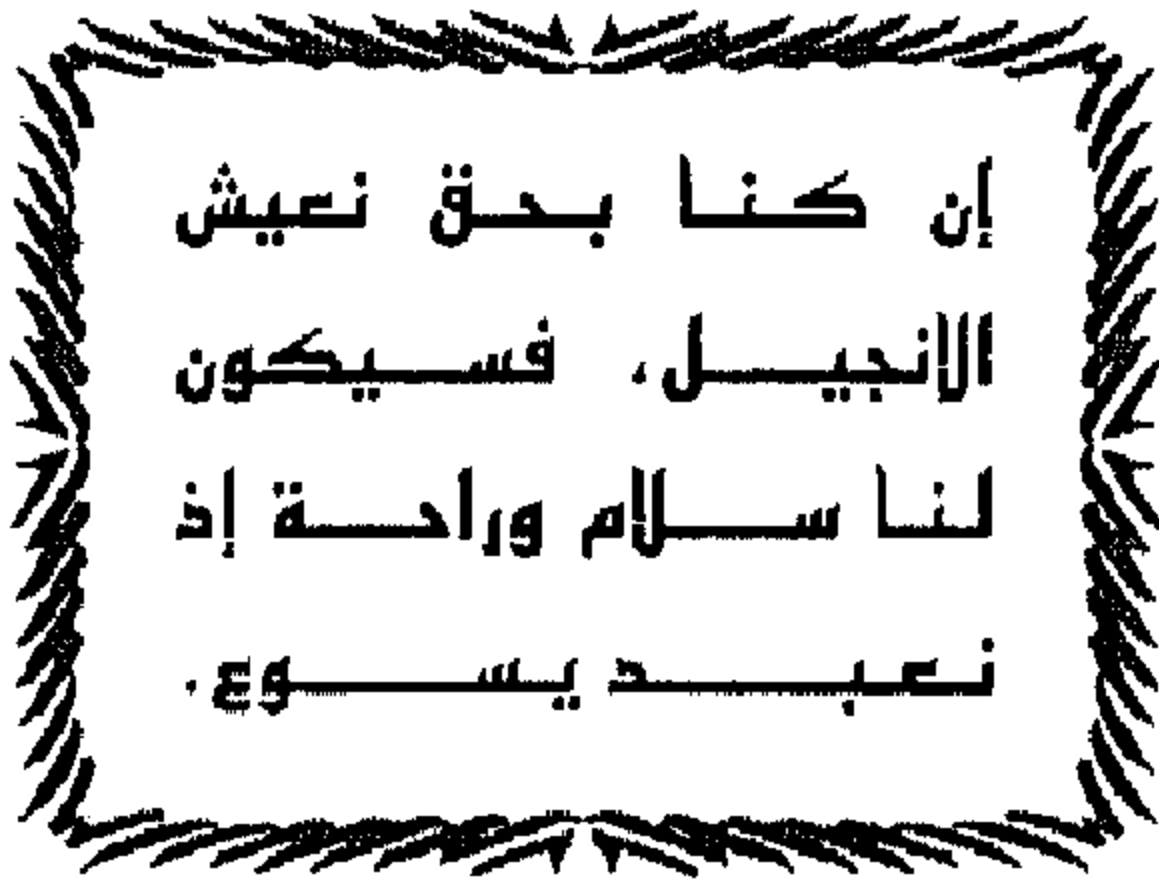 إن كنا بحق نعيش
الانجيل، فسيكون
لنا سلام وراحة إذ
نعبد يسوع.